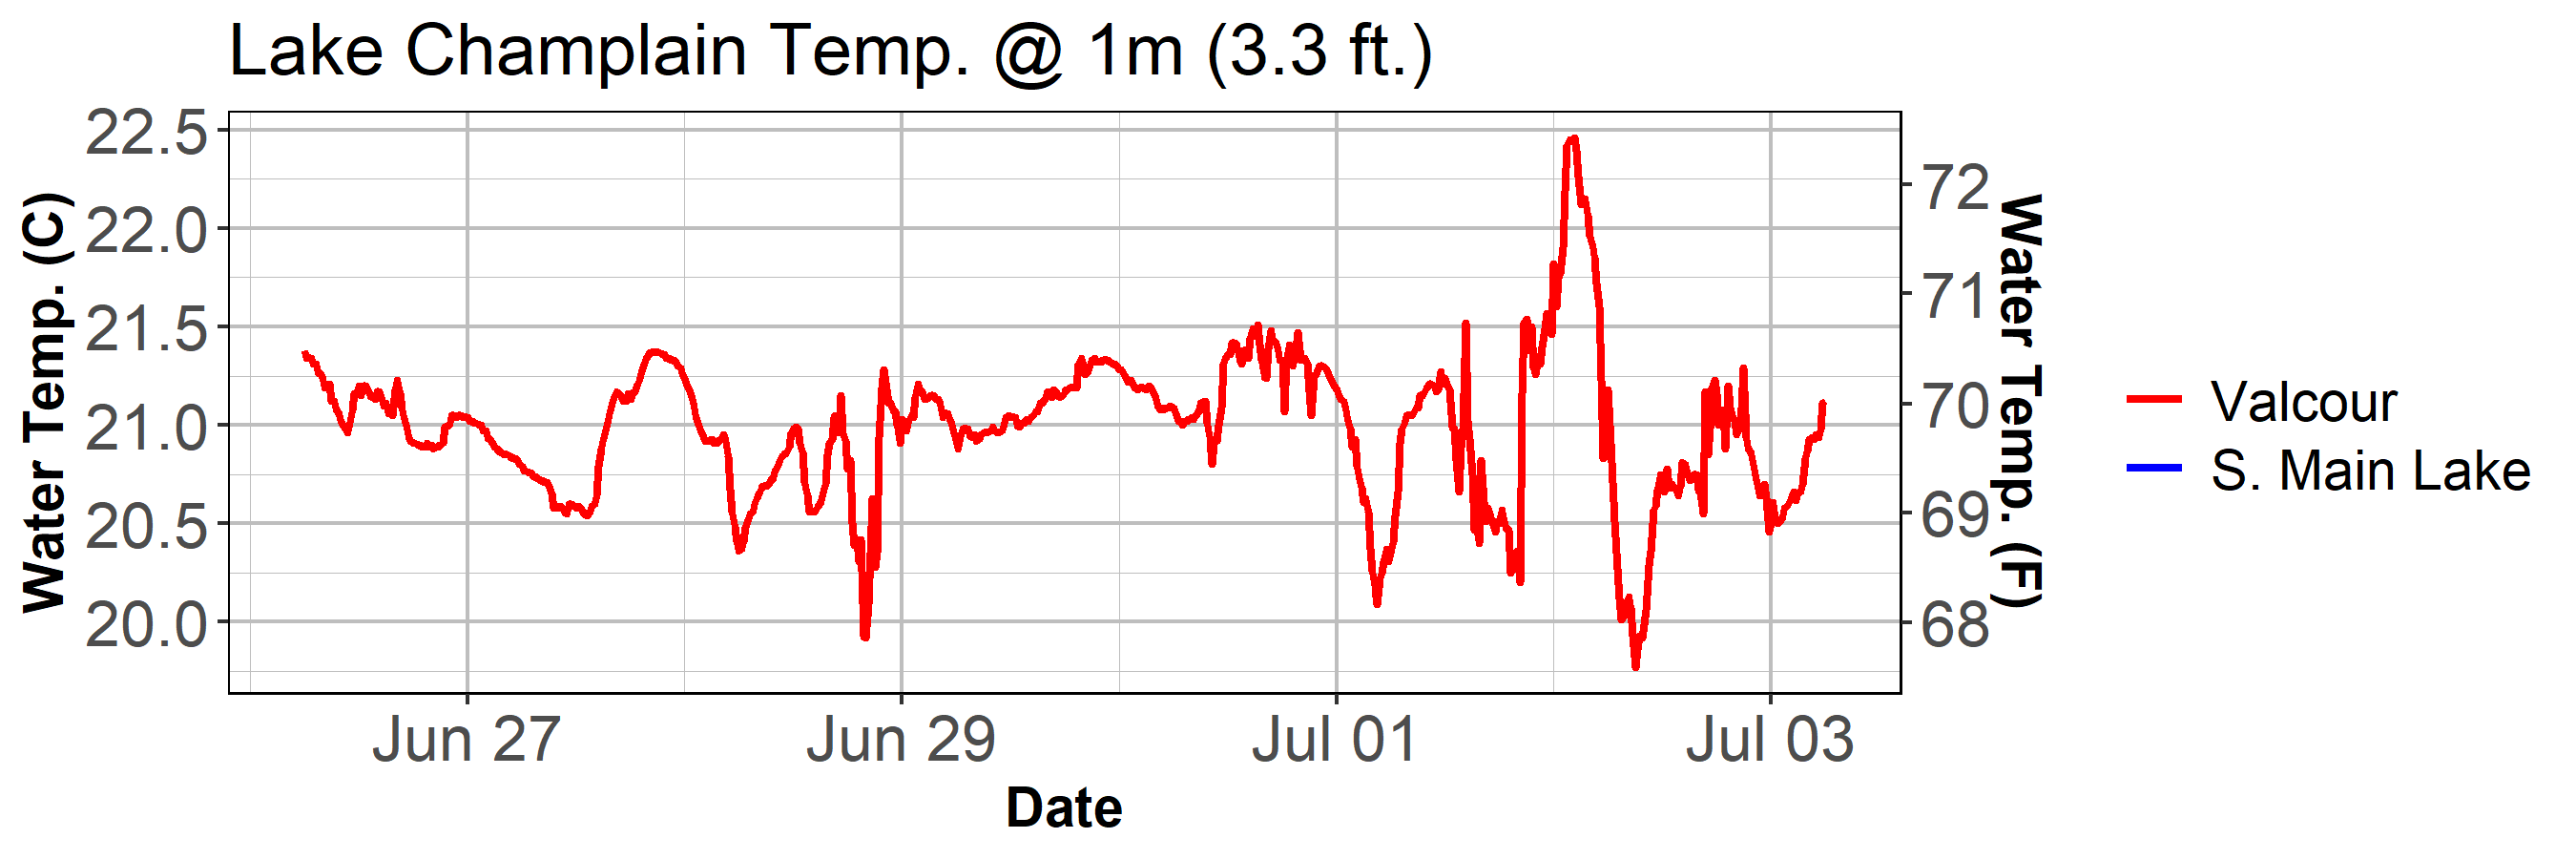 Lake Champlain Temp. @ 1m (3.3 ft.)
Water Temp. (C)
22.5
22.0
21.5
21.0
20.5
20.0
72
71
70
69
68
Water Temp. (F)
Jun 27
Jun 29
Jul 01
Jul 03
Date
Valcour
S. Main Lake